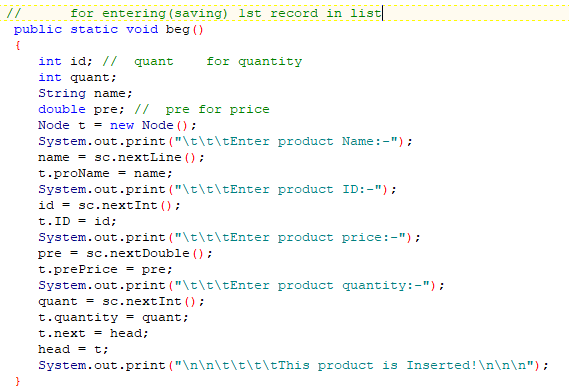 //      for entering(saving) 1st record in list
public static void beg()
{
int id; //  quant    for quantity
int quant;
String name;
double pre; //  pre for price
Node t = new Node();
System.out.print("\t\t\tEnter product Name:-");
name = sc.nextLine();
t.proName = name;
System.out.print("\t\t\tEnter product ID:-");
id = sc.nextInt();
t.ID = id;
System.out.print("\t\t\tEnter product price:-");
pre = sc.nextDouble();
t.prePrice = pre;
System.out.print("\t\t\tEnter product quantity:-");
quant = sc.nextInt();
t.quantity = quant;
t.next = head;
head = t;
System.out.print("\n\n\t\t\t\tThis product is Inserted!\n\n\n");
}